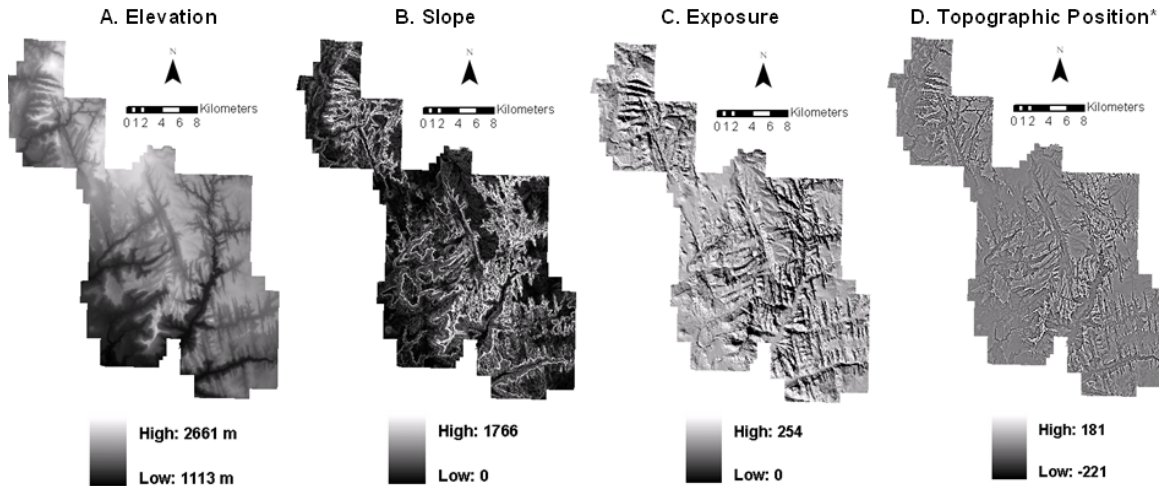 A. Elevation
B. Slope
C. Exposure
D. Topographic Position*
N
N
N
N
Kilometers
0 1 2 4 6 8
Kilometers
0 1 2 4 6 8
Kilometers
0 1 2 4 6 8
Kilometers
0 1 2 4 6 8
High: 2661 m
Low: 1113 m
High: 1766
Low: 0
High: 254
Low: 0
High: 181
Low: -221